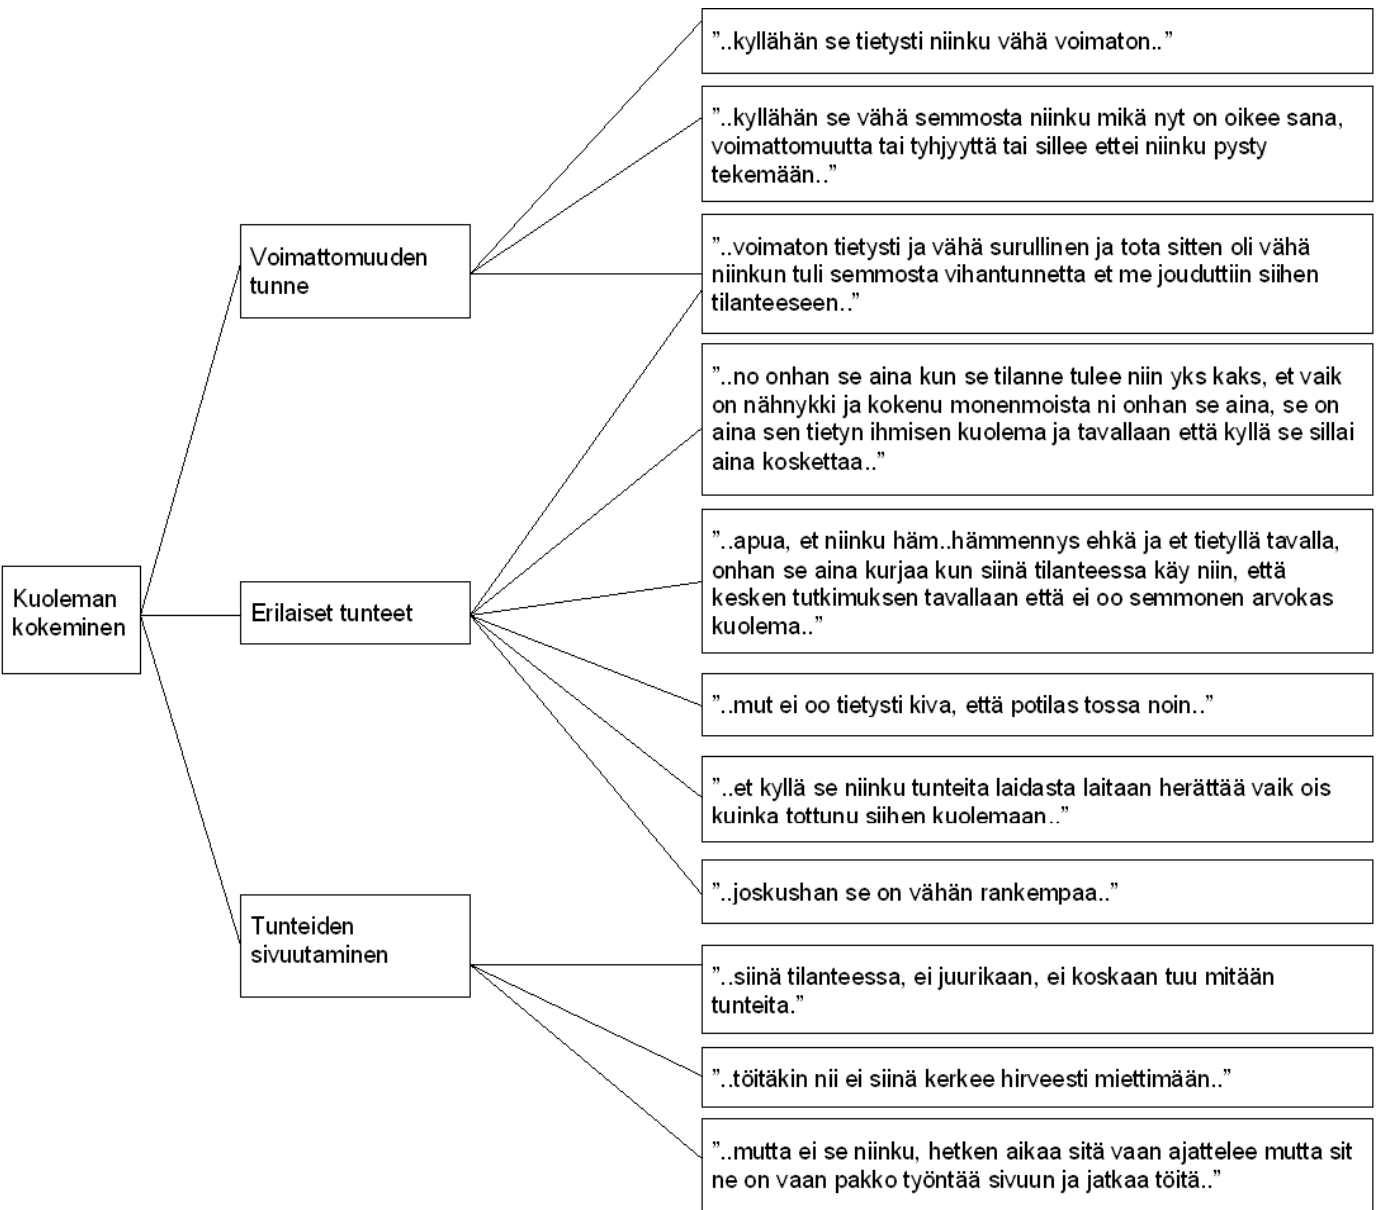 ”..kyllähän se tietysti niinku vähä voimaton..”
”..kyllähän se vähä semmosta niinku mikä nyt on oikee sana,
voimattomuutta tai tyhjyyttä tai sillee ettei niinku pysty
tekemään..”
Voimattomuuden
tunne
”..voimaton tietysti ja vähä surullinen ja tota sitten oli vähä
niinkun tuli semmosta vihantunnetta et me jouduttiin siihen
tilanteeseen..”
”..no onhan se aina kun se tilanne tulee niin yks kaks, et vaik
on nähnykki ja kokenu monenmoista ni onhan se aina, se on
aina sen tietyn ihmisen kuolema ja tavallaan että kyllä se sillai
aina koskettaa..”
Kuoleman
kokeminen
Erilaiset tunteet
”..apua, et niinku häm..hämmennys ehkä ja et tietyllä tavalla,
onhan se aina kurjaa kun siinä tilanteessa käy niin, että
kesken tutkimuksen tavallaan että ei oo semmonen arvokas
kuolema..”
”..mut ei oo tietysti kiva, että potilas tossa noin..”
”..et kyllä se niinku tunteita laidasta laitaan herättää vaik ois
kuinka tottunu siihen kuolemaan..”
”..joskushan se on vähän rankempaa..”
Tunteiden
sivuutaminen
”..siinä tilanteessa, ei juurikaan, ei koskaan tuu mitään
tunteita.”
”..töitäkin nii ei siinä kerkee hirveesti miettimään..”
”..mutta ei se niinku, hetken aikaa sitä vaan ajattelee mutta sit
ne on vaan pakko työntää sivuun ja jatkaa töitä..”